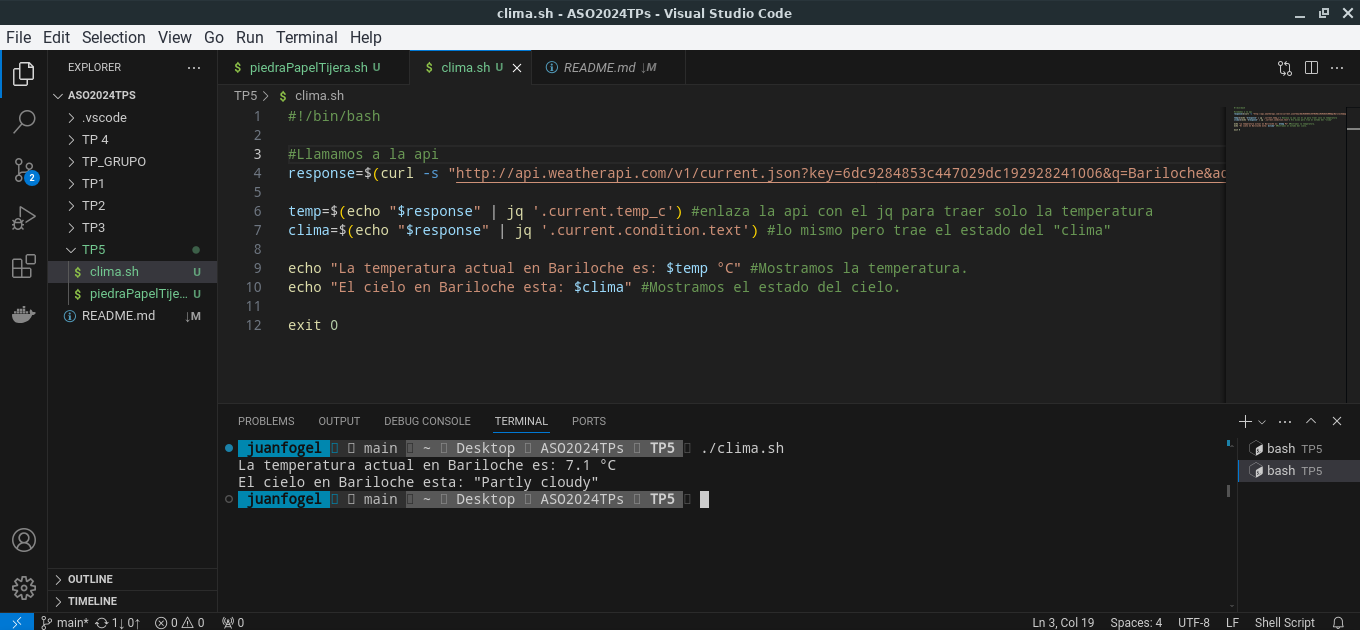 clima.sh - ASO2024TPs - Visual Studio Code
File Edit Selection View Go Run Terminal Help
EXPLORER
ASO2024TPS
.vscode
TP 4
TP_GRUPO
TP1
TP2
TP3
TP5
$ clima.sh U
$ piedraPapelTije... U
README.md ↓M
OUTLINE
TIMELINE
2
$ piedraPapelTijera.sh U
$ clima.sh U
README.md ↓M
TP5 > $ clima.sh
1 #!/bin/bash
2
3 #Llamamos a la api
4 response=$(curl -s "http://api.weatherapi.com/v1/current.json?key=6dc9284853c447029dc192928241006&q=Bariloche&aq
5
6 temp=$(echo "$response" | jq '.current.temp_c') #enlaza la api con el jq para traer solo la temperatura
7 clima=$(echo "$response" | jq '.current.condition.text') #lo mismo pero trae el estado del "clima"
8
9 echo "La temperatura actual en Bariloche es: $temp °C" #Mostramos la temperatura.
10 echo "El cielo en Bariloche esta: $clima" #Mostramos el estado del cielo.
11
12 exit 0
PROBLEMS OUTPUT DEBUG CONSOLE TERMINAL PORTS
juanfogel main ~ Desktop ASO2024TPs TP5 ./clima.sh
La temperatura actual en Bariloche es: 7.1 °C
El cielo en Bariloche esta: "Partly cloudy"
juanfogel main ~ Desktop ASO2024TPs TP5
bash TP5
bash TP5
main* 1↓ 0↑ 0 0 0 Ln 3, Col 19 Spaces: 4 UTF-8 LF Shell Script